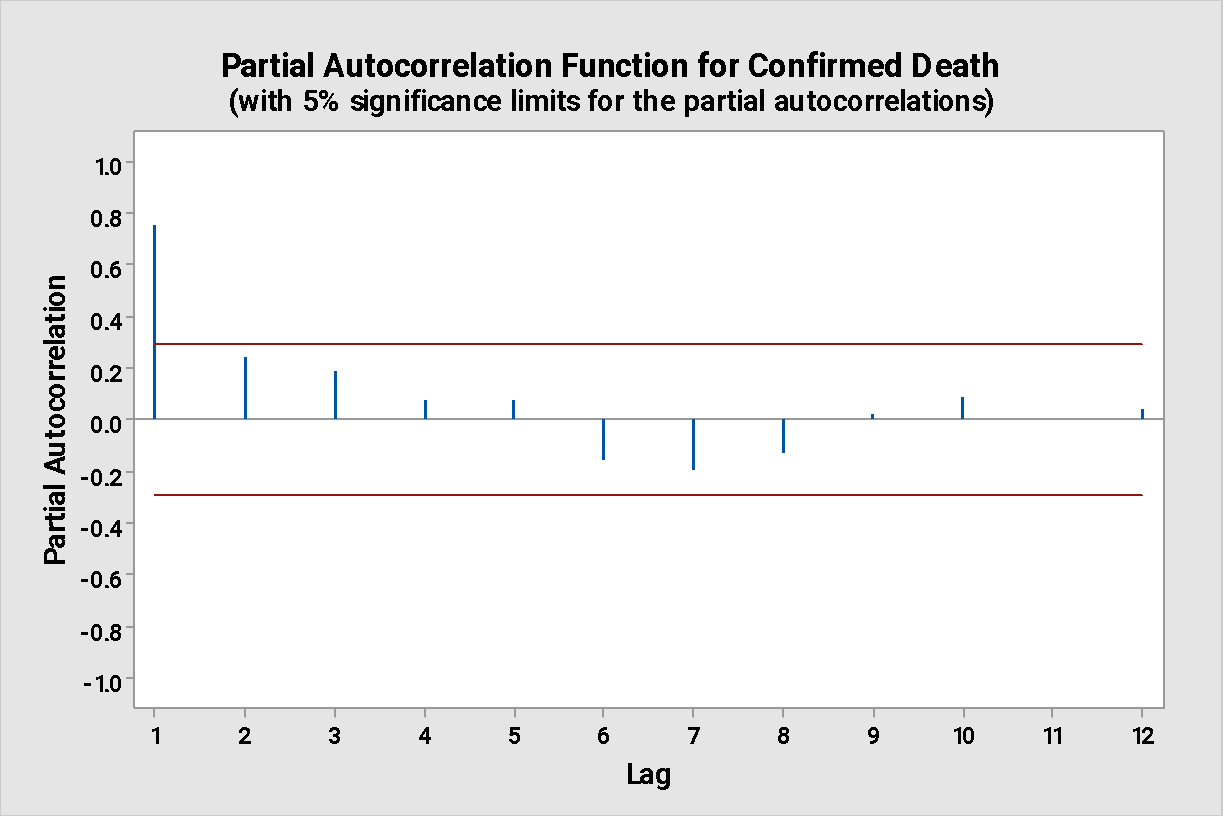 Partial Autocorrelation Function for Confirmed Death
(with 5% significance limits for the partial autocorrelations)
Partial Autocorrelation
1.0
0.8
0.6
0.4
0.2
0.0
-0.2
-0.4
-0.6
-0.8
-1.0
1 2 3 4 5 6 7 8 9 10 11 12
Lag